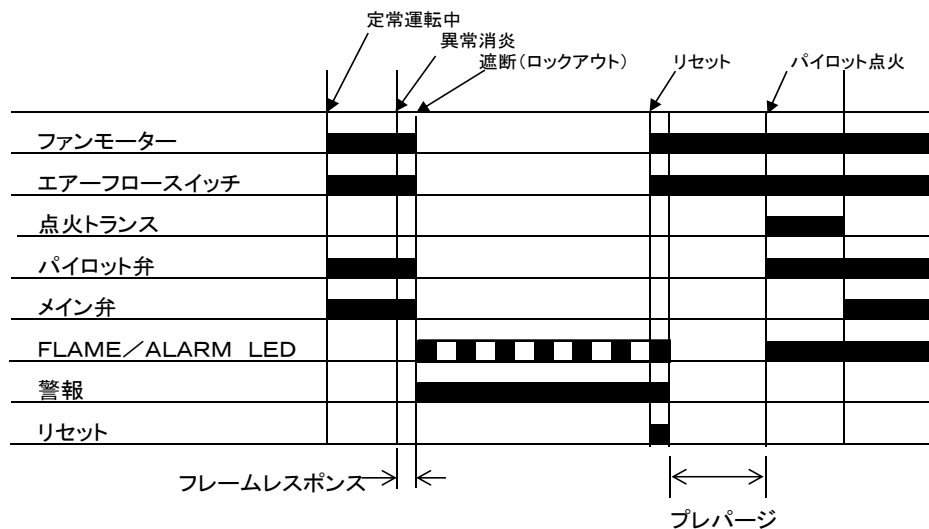 定常運転中
異常消炎
遮断(ロックアウト)
リセット
パイロット点火
ファンモーター
エアーフロースイッチ
点火トランス
パイロット弁
メイン弁
FLAME/ALARM LED
警報
リセット
フレームレスポンス
プレパージ